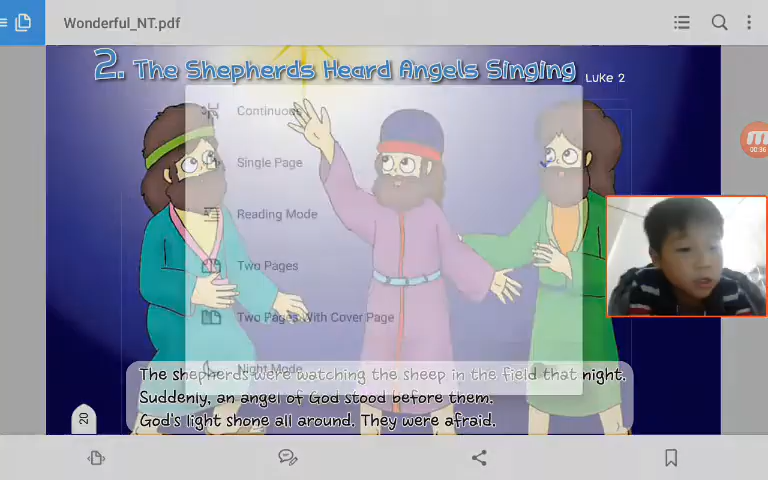 Wonderful_NT.pdf
2. The Shepherds Heard Angels Singing Luke 2
Continuous
Single Page
Reading Mode
Two Pages
Two Pages With Cover Page
Night Mode
00:36
The shepherds were watching the sheep in the field that night.
Suddenly, an angel of God stood before them.
God's light shone all around. They were afraid.
20